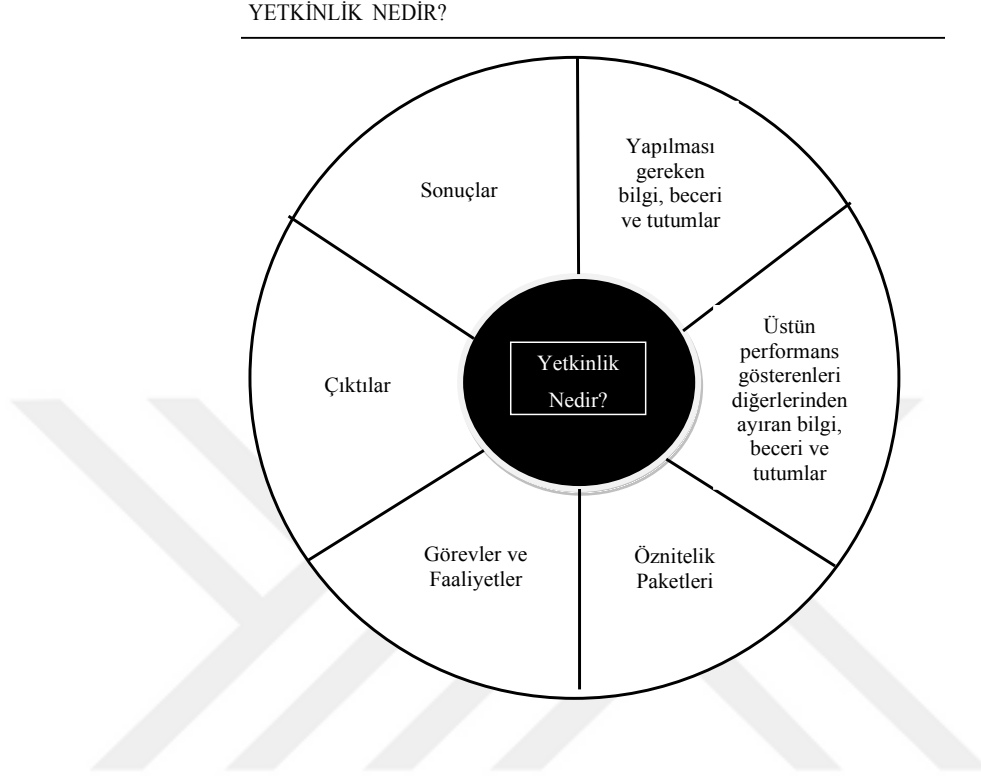 YETKİNLİK NEDİR?
Yapılması
gereken
bilgi, beceri
ve tutumlar
Üstün
performans
gösterenleri
diğerlerinden
ayıran bilgi,
beceri ve
tutumlar
Öznitelik
Paketleri
Görevler ve
Faaliyetler
Çıktılar
Sonuçlar
Yetkinlik
Nedir?